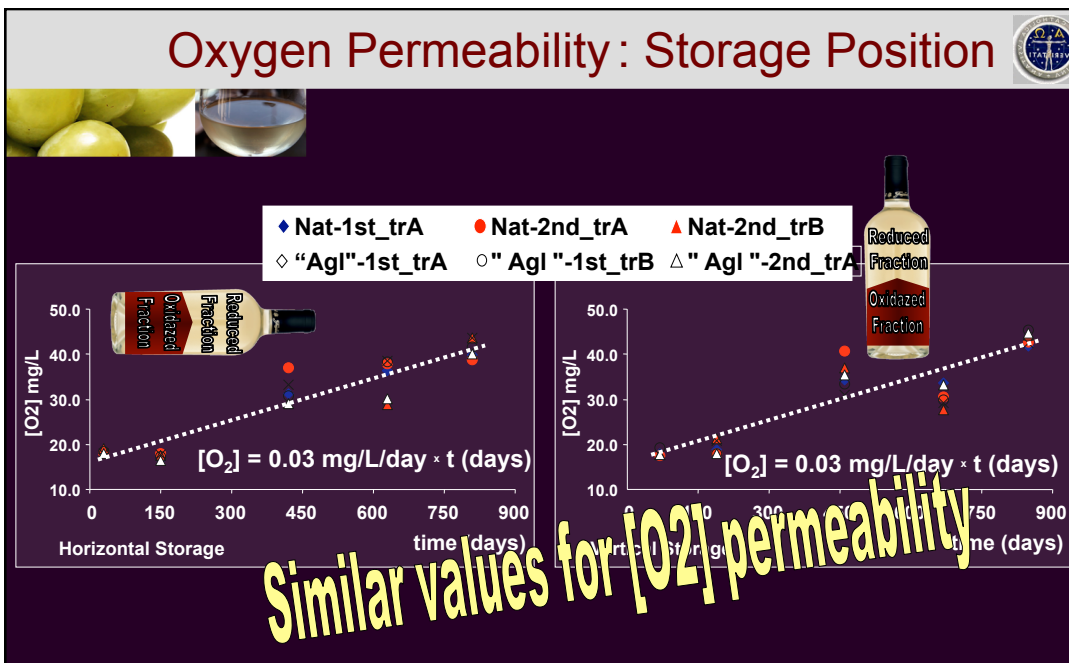 Oxygen Permeability : Storage Position
Nat-1st_trA
Nat-2nd_trA
Nat-2nd_trB
“Agl"-1st_trA
" Agl "-1st_trB
" Agl "-2nd_trA
Reduced
Fraction
Oxidazed
Fraction
Reduced
Fraction
Oxidazed
Fraction
[O2] mg/L
50.0
40.0
30.0
20.0
10.0
[O₂] = 0.03 mg/L/day × t (days)
0 150 300 450 600 750 900
Horizontal Storage
time (days)
[O2] mg/L
50.0
40.0
30.0
20.0
10.0
[O₂] = 0.03 mg/L/day × t (days)
0 300 750 900
Storage
time (days)
Similar values for [O2] permeability